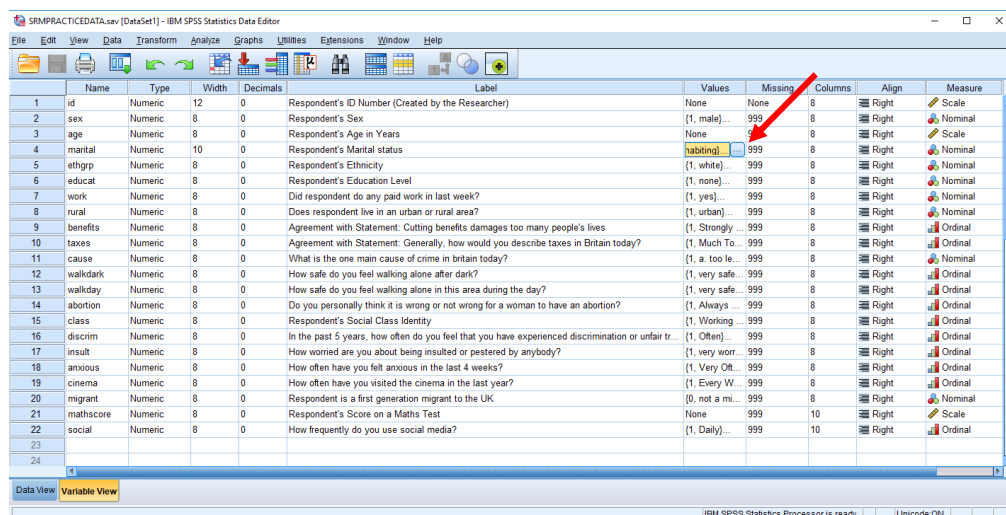 SRMPRACTICEDATA.sav [DataSet1] - IBM SPSS Statistics Data Editor
File Edit View Data Transform Analyze Graphs Utilities Extensions Window Help
Name Type Width Decimals Label Values Missing Columns Align Measure
1 id Numeric 12 0 Respondent's ID Number (Created by the Researcher) None None 8 Right Scale
2 sex Numeric 8 0 Respondent's Sex {1, male}... 999 8 Right Nominal
3 age Numeric 8 0 Respondent's Age in Years None 8 Right Scale
4 marital Numeric 10 0 Respondent's Marital status habiting}... ... 999 8 Right Nominal
5 ethgrp Numeric 8 0 Respondent's Ethnicity {1, white}... 999 8 Right Nominal
6 educat Numeric 8 0 Respondent's Education Level {1, none}... 999 8 Right Nominal
7 work Numeric 8 0 Did respondent do any paid work in last week? {1, yes}... 999 8 Right Nominal
8 rural Numeric 8 0 Does respondent live in an urban or rural area? {1, urban}... 999 8 Right Nominal
9 benefits Numeric 8 0 Agreement with Statement: Cutting benefits damages too many people's lives {1, Strongly ... 999 8 Right Ordinal
10 taxes Numeric 8 0 Agreement with Statement: Generally, how would you describe taxes in Britain today? {1, Much To... 999 8 Right Ordinal
11 cause Numeric 8 0 What is the one main cause of crime in britain today? {1, a. too le... 999 8 Right Nominal
12 walkdark Numeric 8 0 How safe do you feel walking alone after dark? {1, very safe... 999 8 Right Ordinal
13 walkday Numeric 8 0 How safe do you feel walking alone in this area during the day? {1, very safe... 999 8 Right Ordinal
14 abortion Numeric 8 0 Do you personally think it is wrong or not wrong for a woman to have an abortion? {1, Always ... 999 8 Right Ordinal
15 class Numeric 8 0 Respondent's Social Class Identity {1, Working ... 999 8 Right Ordinal
16 discrim Numeric 8 0 In the past 5 years, how often do you feel that you have experienced discrimination or unfair tr... {1, Often}... 999 8 Right Ordinal
17 insult Numeric 8 0 How worried are you about being insulted or pestered by anybody? {1, very worr... 999 8 Right Ordinal
18 anxious Numeric 8 0 How often have you felt anxious in the last 4 weeks? {1, Very Oft... 999 8 Right Ordinal
19 cinema Numeric 8 0 How often have you visited the cinema in the last year? {1, Every W... 999 8 Right Ordinal
20 migrant Numeric 8 0 Respondent is a first generation migrant to the UK {0, not a mi... 999 8 Right Nominal
21 mathscore Numeric 8 0 Respondent's Score on a Maths Test None 999 10 Right Scale
22 social Numeric 8 0 How frequently do you use social media? {1, Daily}... 999 10 Right Ordinal
23
24
Data View Variable View
IBM SPSS Statistics Processor is ready Unicode:ON